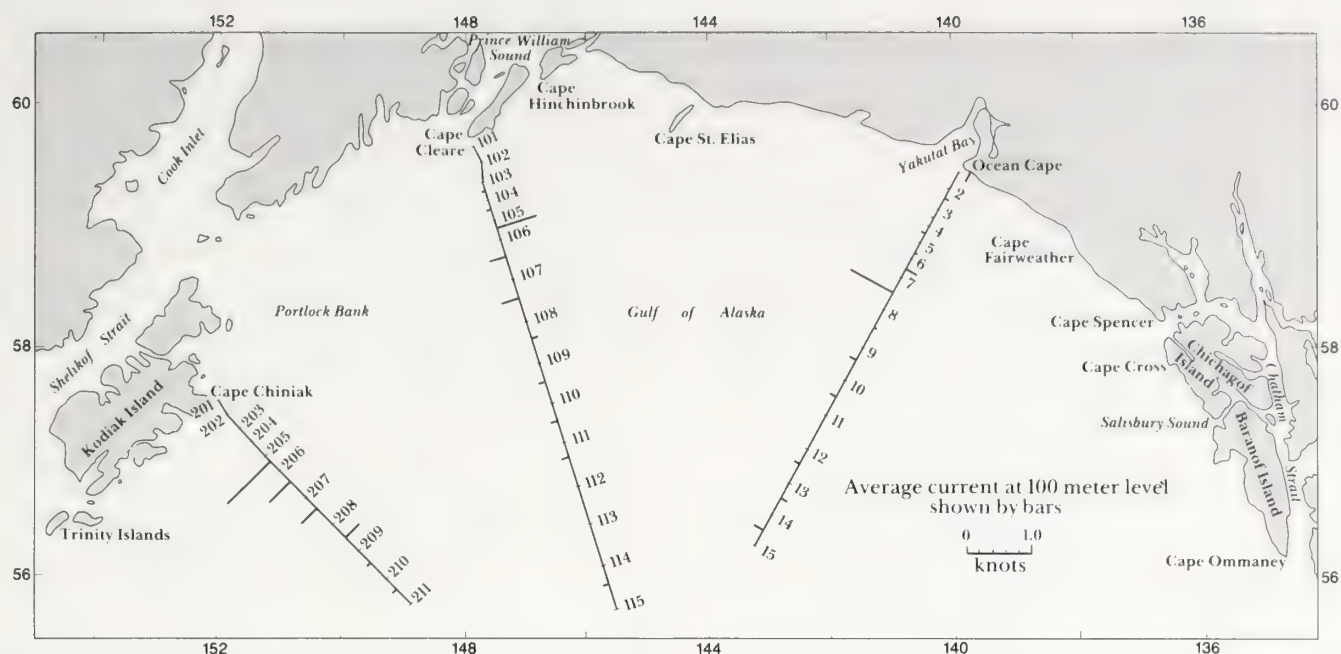 152
148
144
140
136
Prince William
Sound
60
60
Cape
Hinchinbrook
Cook Inlet
Cape
Cleare
Cape St. Elias
Yakutat Bay
Ocean Cape
101
102
103
104
105
106
107
108
109
110
111
112
113
114
115
2
3
4
5
6
7
8
9
10
11
12
13
14
15
Cape
Fairweather
Portlock Bank
Gulf of Alaska
Cape Spencer
58
58
Shelikof Strait
Cape Cross
Chichagof
Island
Chatham
Strait
Cape Chiniak
Kodiak Island
201
202
203
204
205
206
207
208
209
210
211
Salisbury Sound
Baranof Island
Average current at 100 meter level
shown by bars
0 1.0
knots
Trinity Islands
Cape Ommaney
56
56
152
148
144
140
136